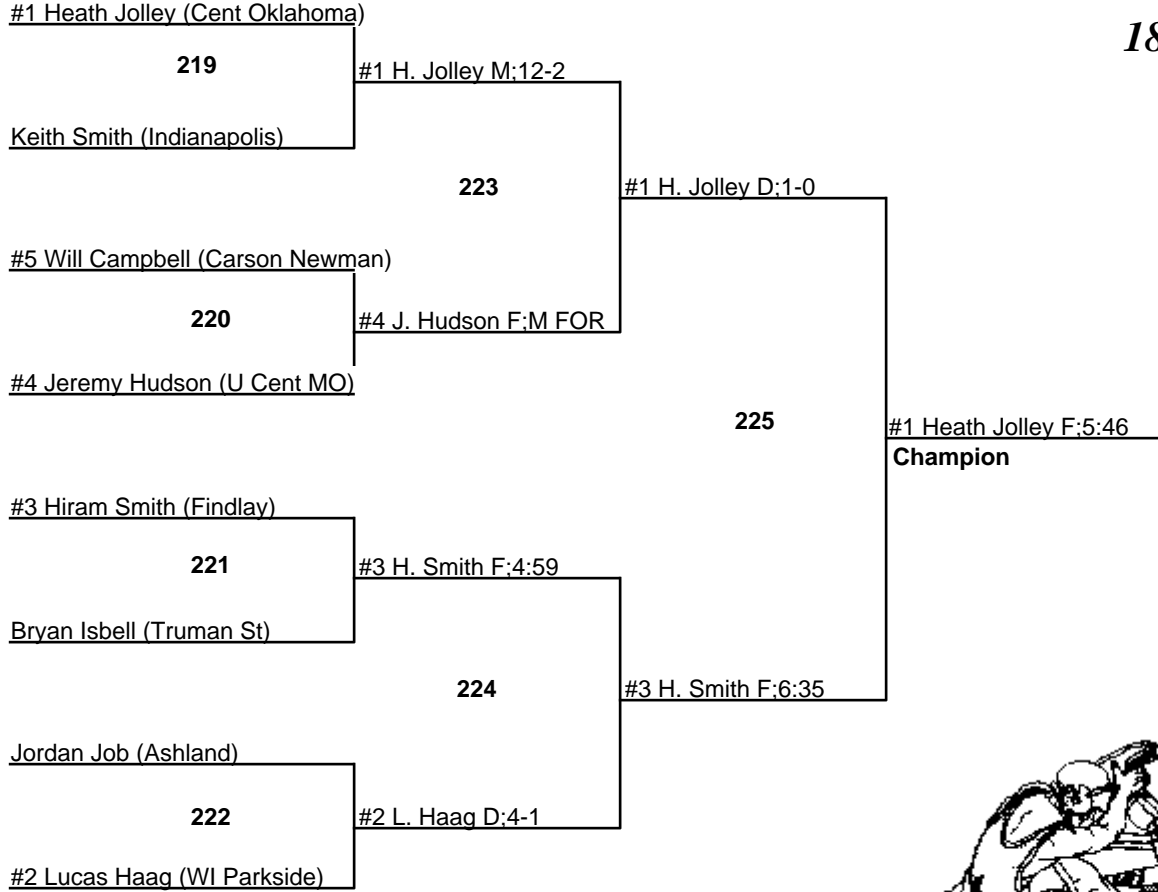 #1 Heath Jolley (Cent Oklahoma)
18
219
#1 H. Jolley M;12-2
Keith Smith (Indianapolis)
223
#1 H. Jolley D;1-0
#5 Will Campbell (Carson Newman)
220
#4 J. Hudson F;M FOR
#4 Jeremy Hudson (U Cent MO)
225
#1 Heath Jolley F;5:46
Champion
#3 Hiram Smith (Findlay)
221
#3 H. Smith F;4:59
Bryan Isbell (Truman St)
224
#3 H. Smith F;6:35
Jordan Job (Ashland)
222
#2 L. Haag D;4-1
#2 Lucas Haag (WI Parkside)